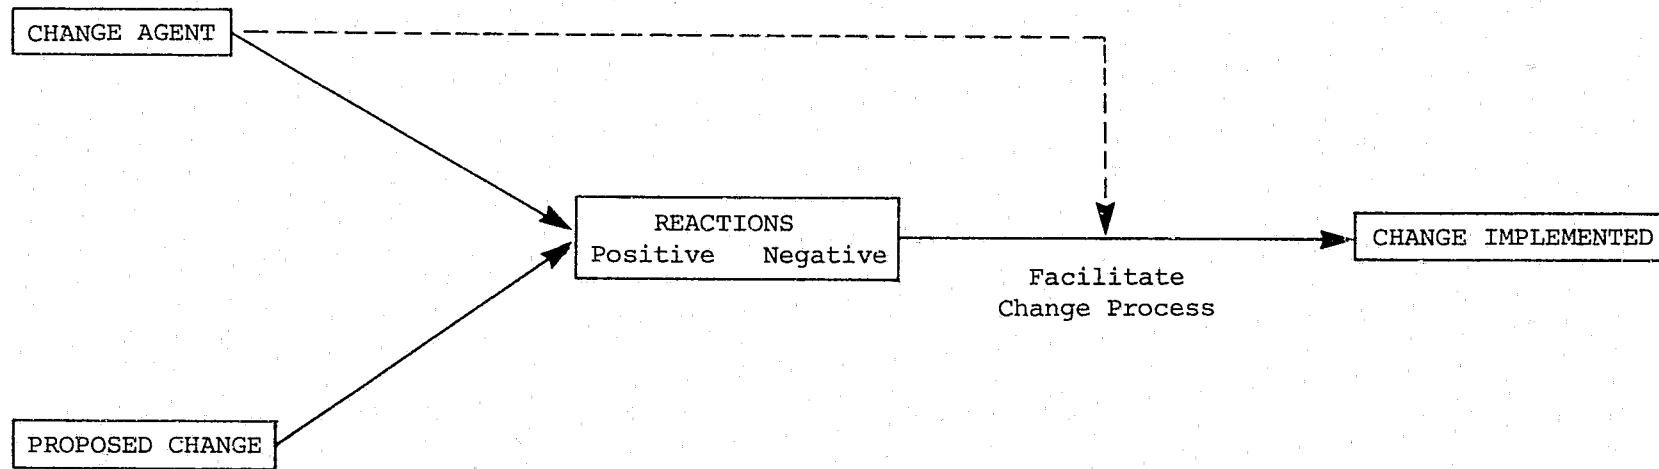 CHANGE AGENT
REACTIONS
Positive Negative
CHANGE IMPLEMENTED
Facilitate
Change Process
PROPOSED CHANGE